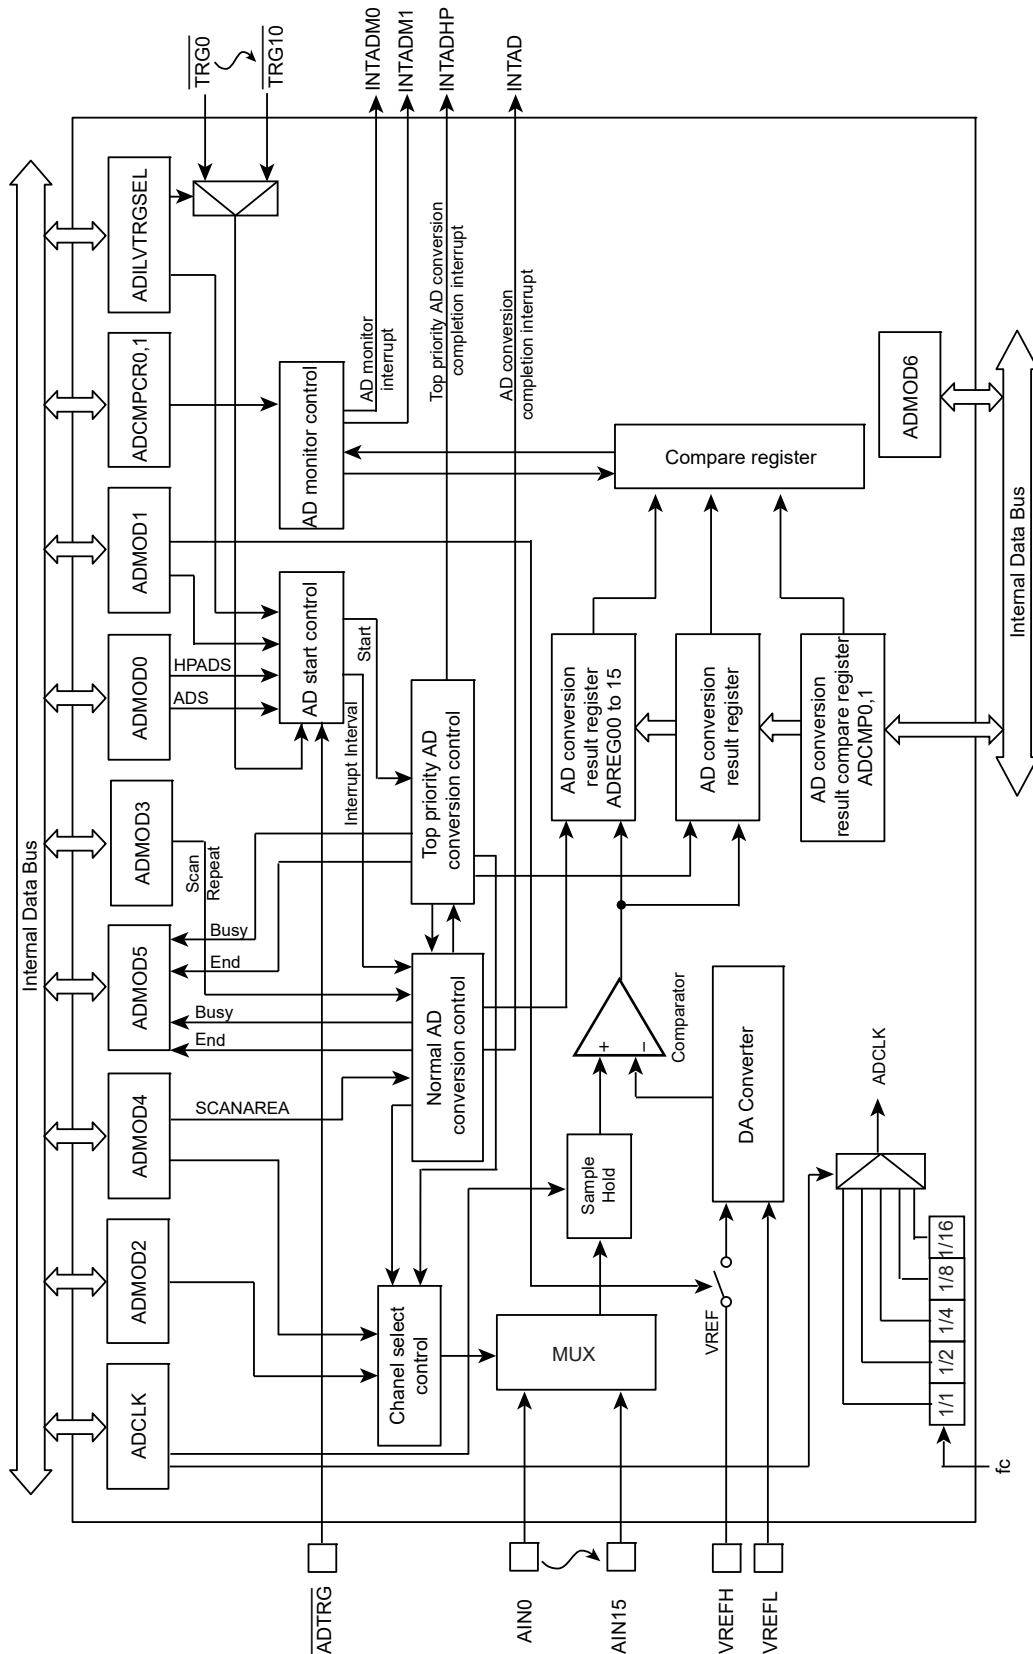 Internal Data Bus
ADCLK
ADMOD2
ADMOD4
ADMOD5
ADMOD3
ADMOD0
ADMOD1
ADCMPCR0,1
ADILVTRGSEL
TRG0
TRG10
SCANAREA
End
Busy
End
Busy
Scan
Repeat
ADS
HPADS
ADTRG
AD start control
AD monitor control
Interrupt Interval
Start
AD monitor
interrupt
INTADM0
INTADM1
Chanel select
control
Normal AD
conversion control
Top priority AD
conversion control
Top priority AD conversion
completion interrupt
INTADHP
AD conversion
completion interrupt
INTAD
AIN0
AIN15
MUX
Sample
Hold
+
−
Comparator
AD conversion
result register
ADREG00 to 15
AD conversion
result register
AD conversion
result compare register
ADCMP0,1
Compare register
VREFH
VREFL
VREF
DA Converter
ADCLK
ADMOD6
fc
1/1
1/2
1/4
1/8
1/16
Internal Data Bus